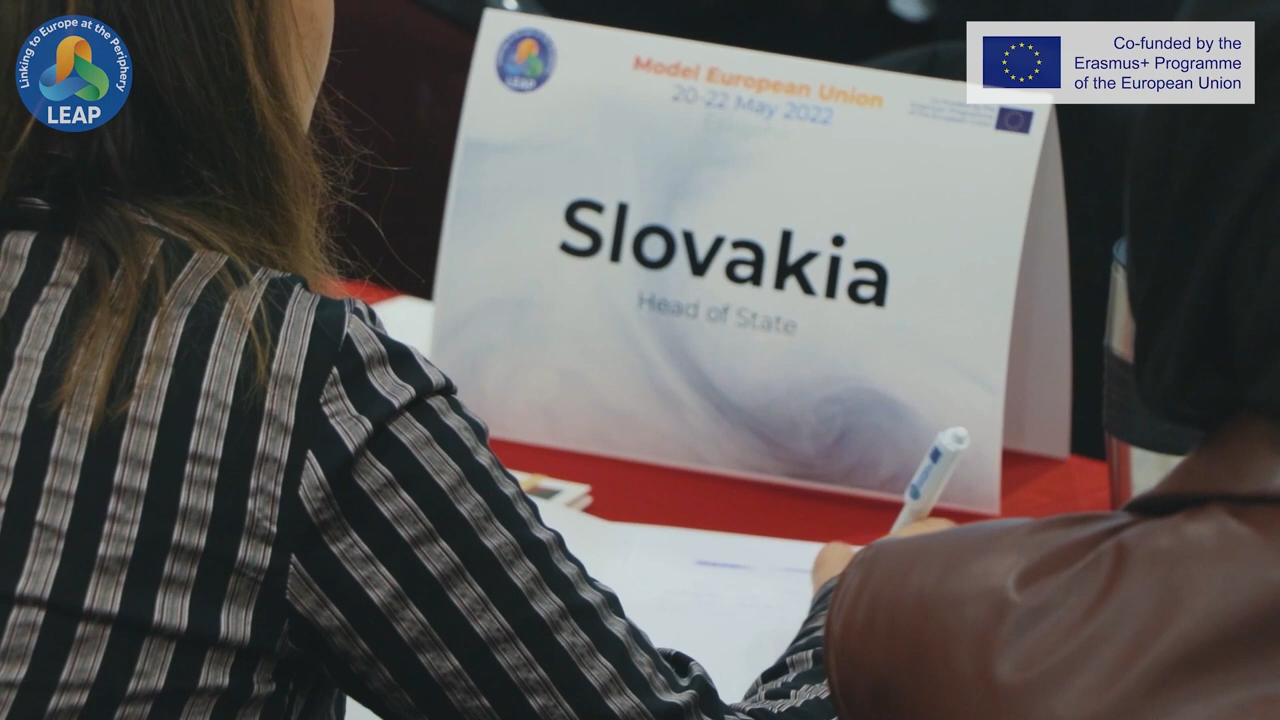 Linking to Europe at the Periphery
LEAP
Co-funded by the
Erasmus+ Programme
of the European Union
LEAP
Model European Union
20-22 May 2022
Slovakia
Head of State